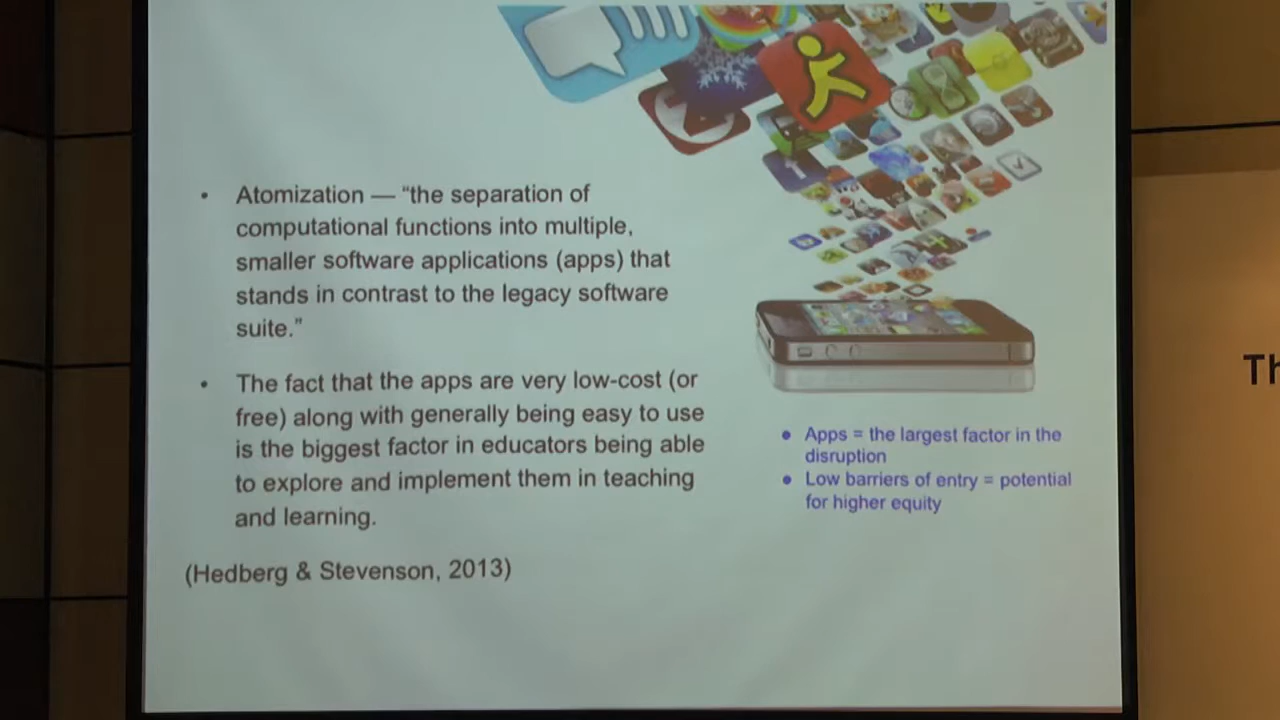 • Atomization — “the separation of
computational functions into multiple,
smaller software applications (apps) that
stands in contrast to the legacy software
suite.”
• The fact that the apps are very low-cost (or
free) along with generally being easy to use
is the biggest factor in educators being able
to explore and implement them in teaching
and learning.
(Hedberg & Stevenson, 2013)
● Apps = the largest factor in the
disruption
● Low barriers of entry = potential
for higher equity
Th